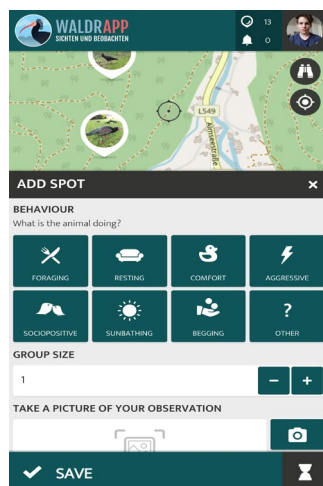 WALDRAPP
SICHTEN UND BEOBACHTEN
13
0
L549
Almseestraße
ADD SPOT
×
BEHAVIOUR
What is the animal doing?
FORAGING
RESTING
COMFORT
AGGRESSIVE
SOCIOPOSITIVE
SUNBATHING
BEGGING
?
OTHER
GROUP SIZE
1
− +
TAKE A PICTURE OF YOUR OBSERVATION
SAVE